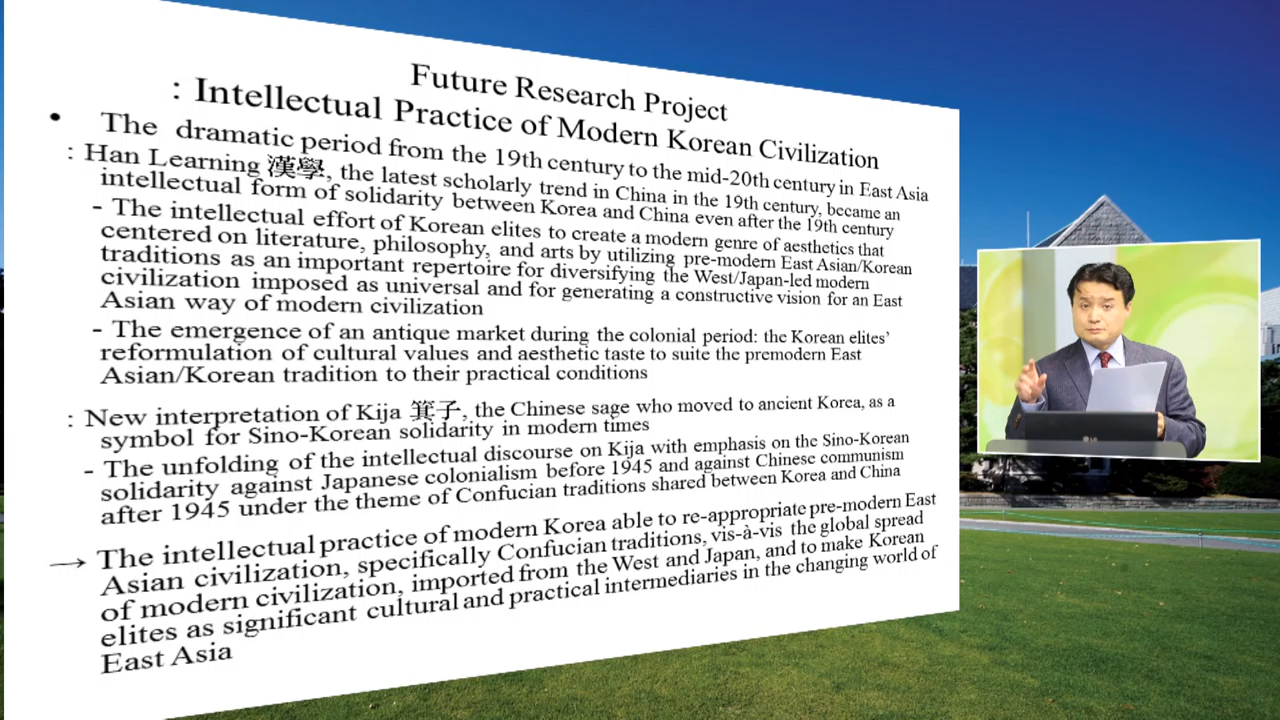 Future Research Project
: Intellectual Practice of Modern Korean Civilization
• The dramatic period from the 19th century to the mid-20th century in East Asia
: Han Learning 漢學, the latest scholarly trend in China in the 19th century, became an
intellectual form of solidarity between Korea and China even after the 19th century
- The intellectual effort of Korean elites to create a modern genre of aesthetics that
centered on literature, philosophy, and arts by utilizing pre-modern East Asian/Korean
traditions as an important repertoire for diversifying the West/Japan-led modern
civilization imposed as universal and for generating a constructive vision for an East
Asian way of modern civilization
- The emergence of an antique market during the colonial period: the Korean elites’
reformulation of cultural values and aesthetic taste to suite the premodern East
Asian/Korean tradition to their practical conditions
: New interpretation of Kija 箕子, the Chinese sage who moved to ancient Korea, as a
symbol for Sino-Korean solidarity in modern times
- The unfolding of the intellectual discourse on Kija with emphasis on the Sino-Korean
solidarity against Japanese colonialism before 1945 and against Chinese communism
after 1945 under the theme of Confucian traditions shared between Korea and China
→ The intellectual practice of modern Korea able to re-appropriate pre-modern East
Asian civilization, specifically Confucian traditions, vis-à-vis the global spread
of modern civilization, imported from the West and Japan, and to make Korean
elites as significant cultural and practical intermediaries in the changing world of
East Asia
LG